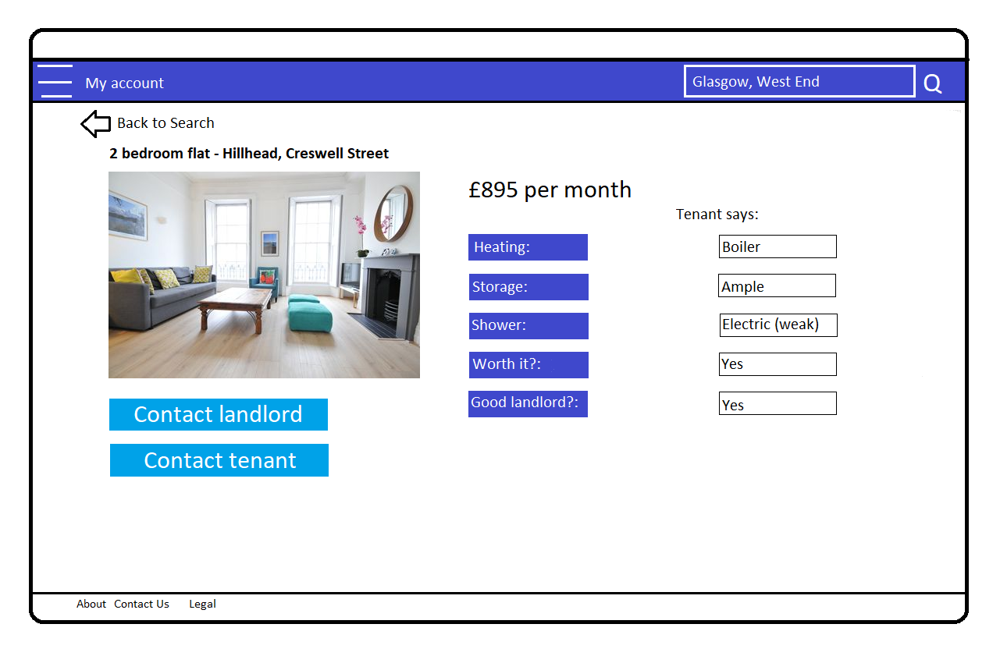 My account
Glasgow, West End
Q
Back to Search
2 bedroom flat - Hillhead, Creswell Street
£895 per month
Tenant says:
Heating: Boiler
Storage: Ample
Shower: Electric (weak)
Worth it?: Yes
Good landlord?: Yes
Contact landlord
Contact tenant
About Contact Us Legal